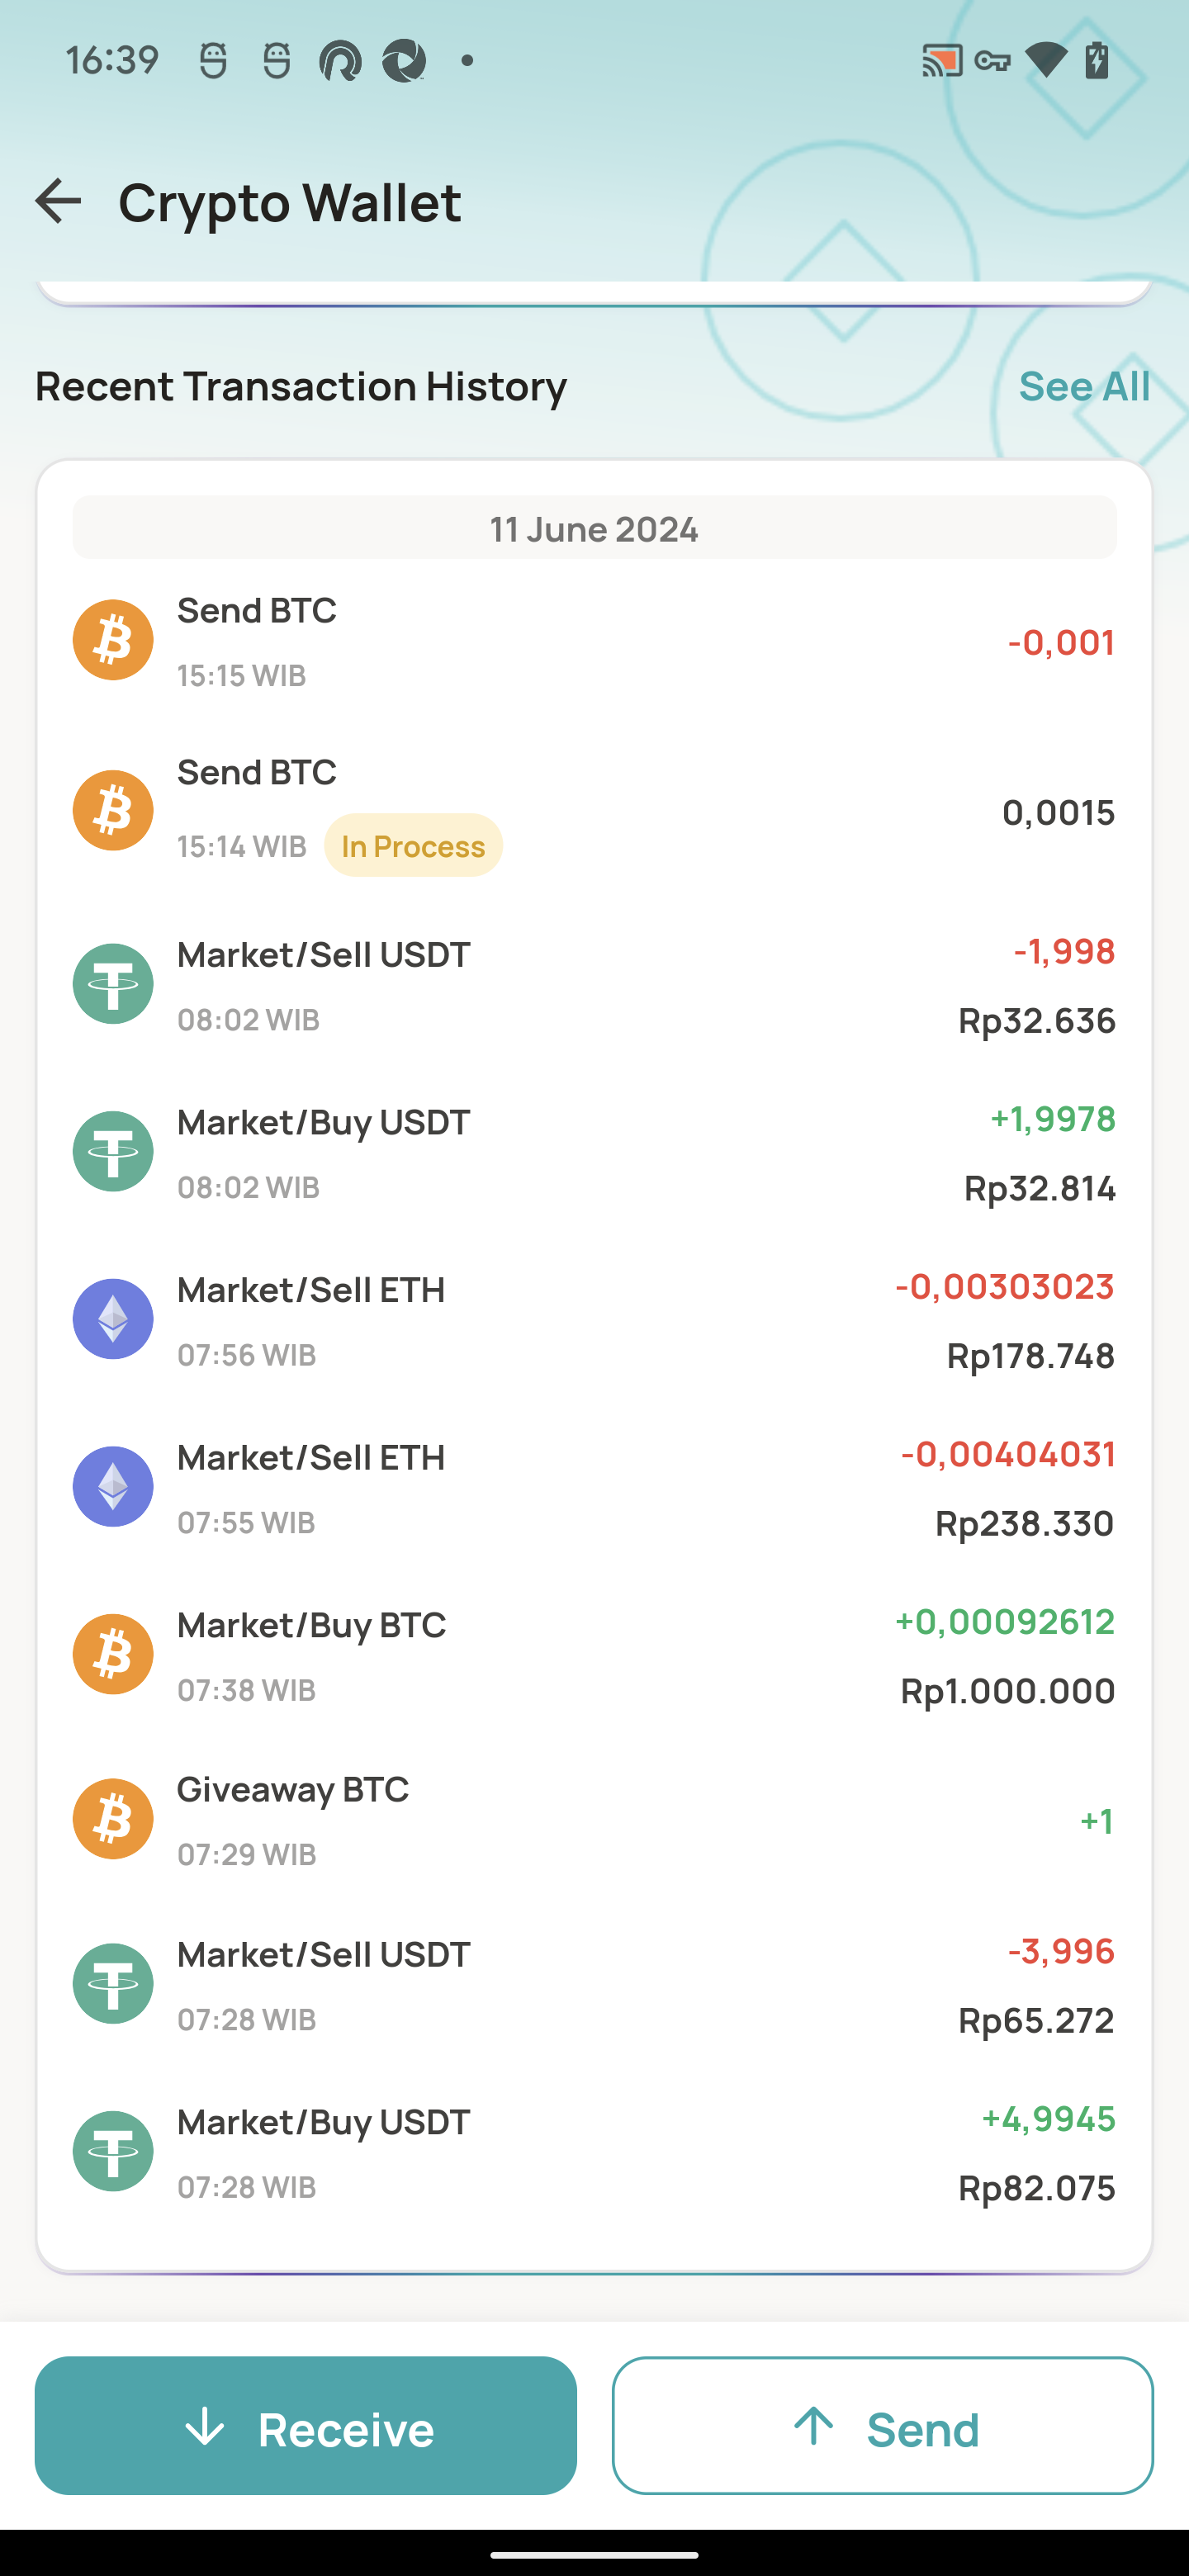 16:39
Crypto Wallet
Recent Transaction History
See All
11 June 2024
Send BTC
-0,001
15:15 WIB
Send BTC
0,0015
15:14 WIB
In Process
Market/Sell USDT
-1,998
08:02 WIB
Rp32.636
Market/Buy USDT
+1,9978
08:02 WIB
Rp32.814
Market/Sell ETH
-0,00303023
07:56 WIB
Rp178.748
Market/Sell ETH
-0,00404031
07:55 WIB
Rp238.330
Market/Buy BTC
+0,00092612
07:38 WIB
Rp1.000.000
Giveaway BTC
+1
07:29 WIB
Market/Sell USDT
-3,996
07:28 WIB
Rp65.272
Market/Buy USDT
+4,9945
07:28 WIB
Rp82.075
Receive
Send